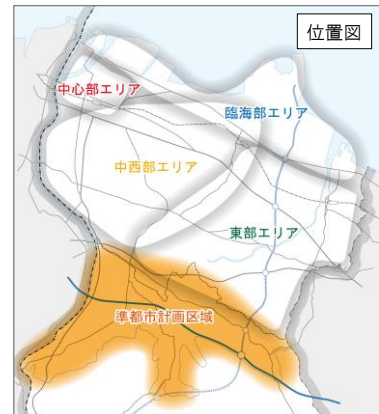 位置図
中心部エリア
臨海部エリア
中西部エリア
東部エリア
準都市計画区域